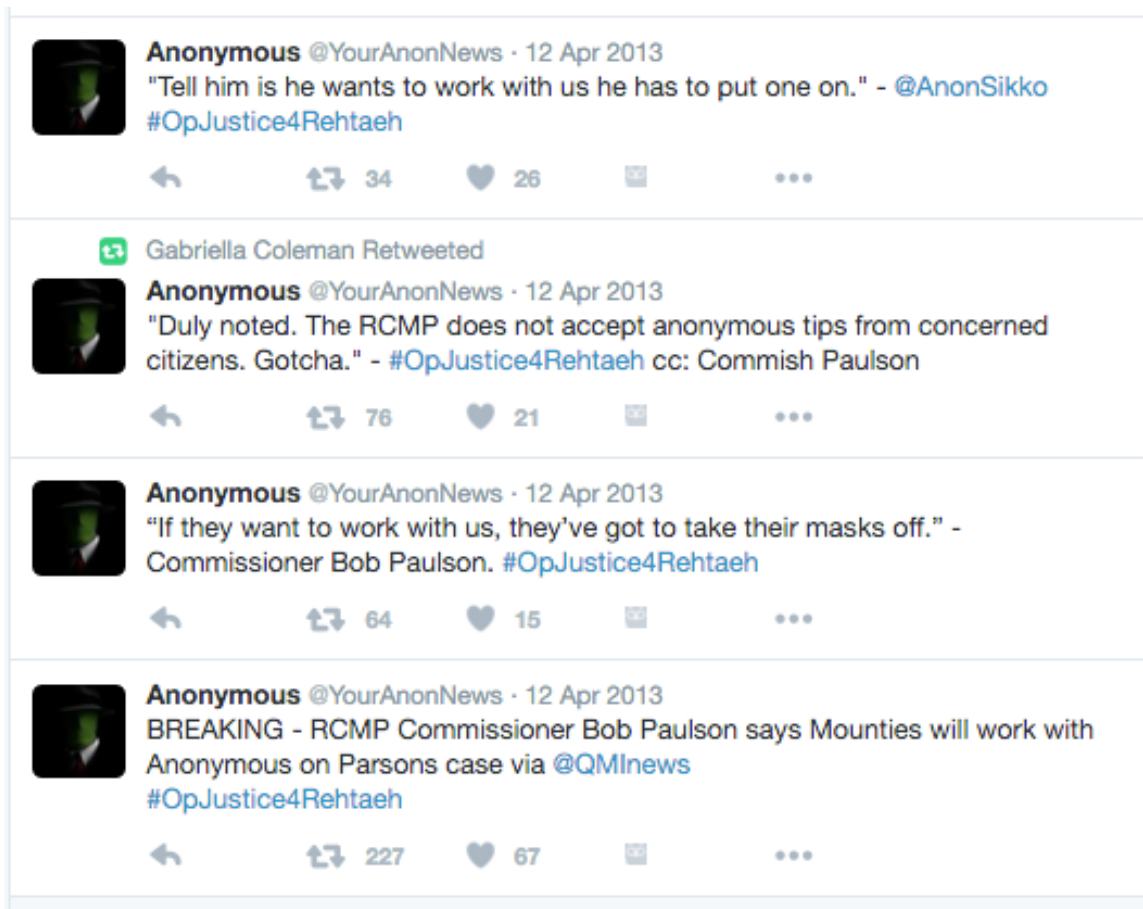 Anonymous @YourAnonNews · 12 Apr 2013
"Tell him is he wants to work with us he has to put one on." - @AnonSikko
#OpJustice4Rehtaeh
34 26
Gabriella Coleman Retweeted
Anonymous @YourAnonNews · 12 Apr 2013
"Duly noted. The RCMP does not accept anonymous tips from concerned
citizens. Gotcha." - #OpJustice4Rehtaeh cc: Commish Paulson
76 21
Anonymous @YourAnonNews · 12 Apr 2013
“If they want to work with us, they’ve got to take their masks off.” -
Commissioner Bob Paulson. #OpJustice4Rehtaeh
64 15
Anonymous @YourAnonNews · 12 Apr 2013
BREAKING - RCMP Commissioner Bob Paulson says Mounties will work with
Anonymous on Parsons case via @QMInews
#OpJustice4Rehtaeh
227 67